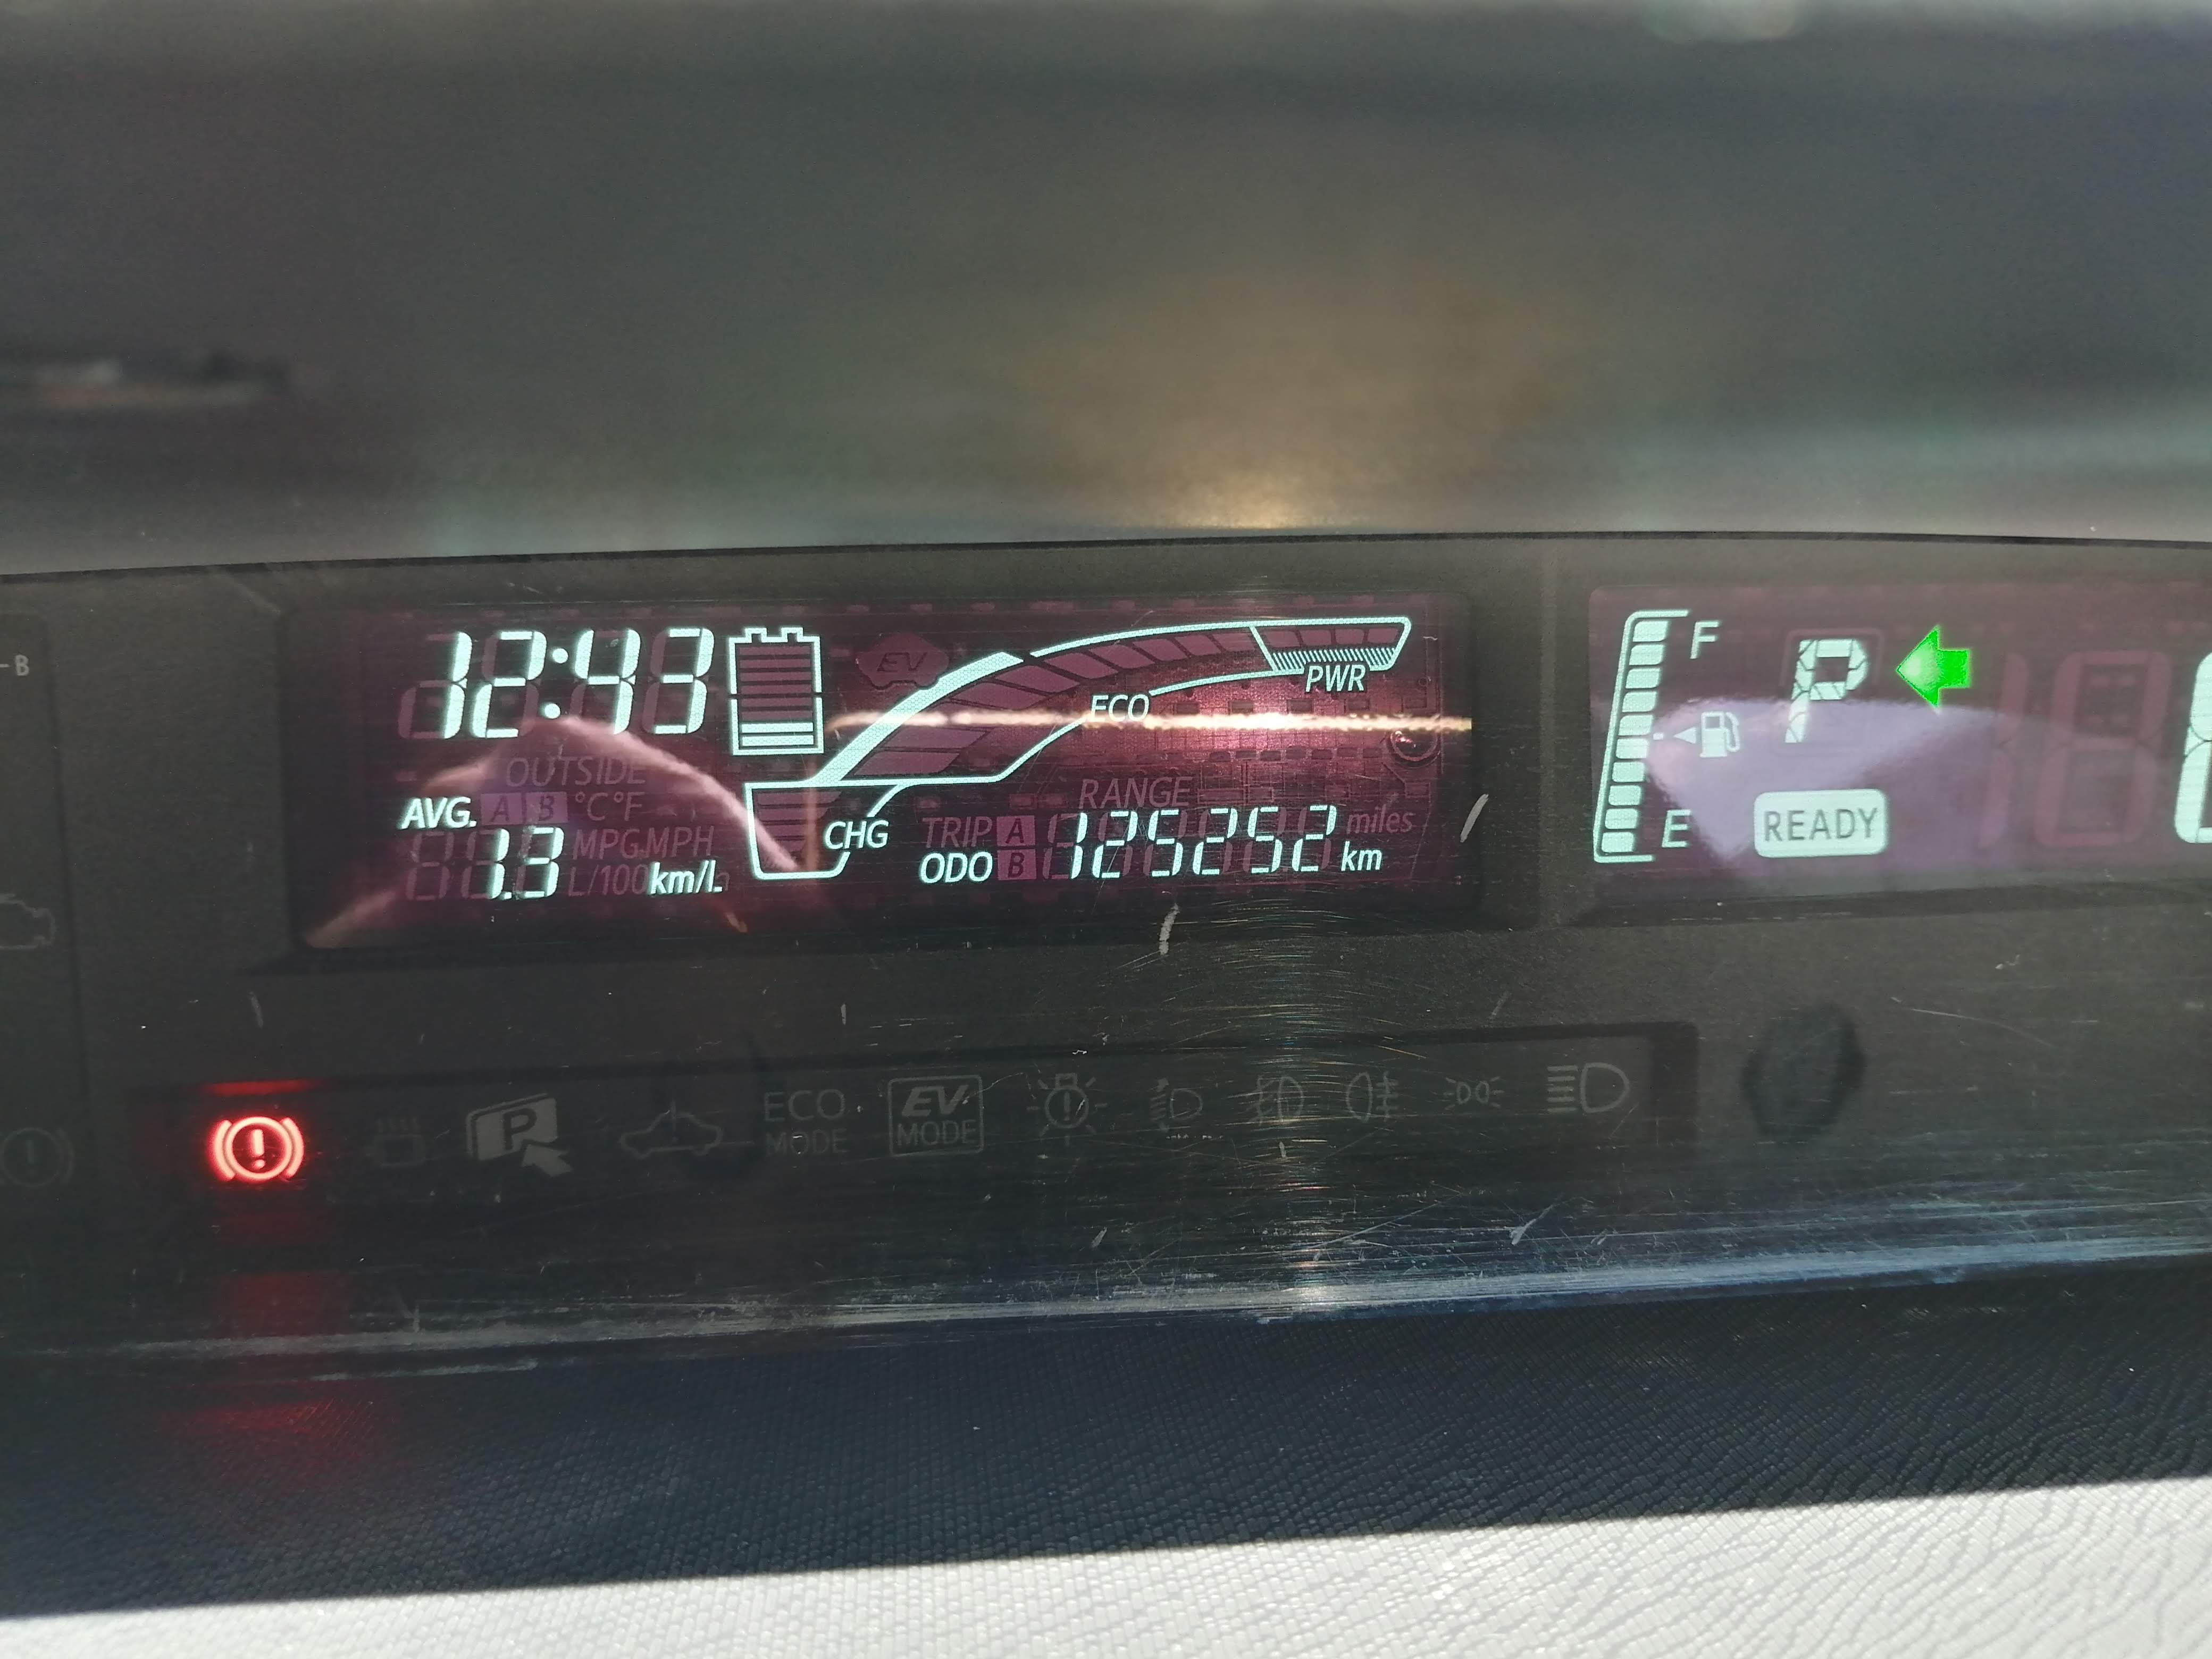 12:43
EV
PWR
ECO
OUTSIDE
AVG. A B °C°F
1.3 MPG MPH
L/100 km/L
CHG
RANGE
TRIP A miles
ODO B 125252 km
F
P
E
READY
-B
P
ECO
MODE
EV
MODE